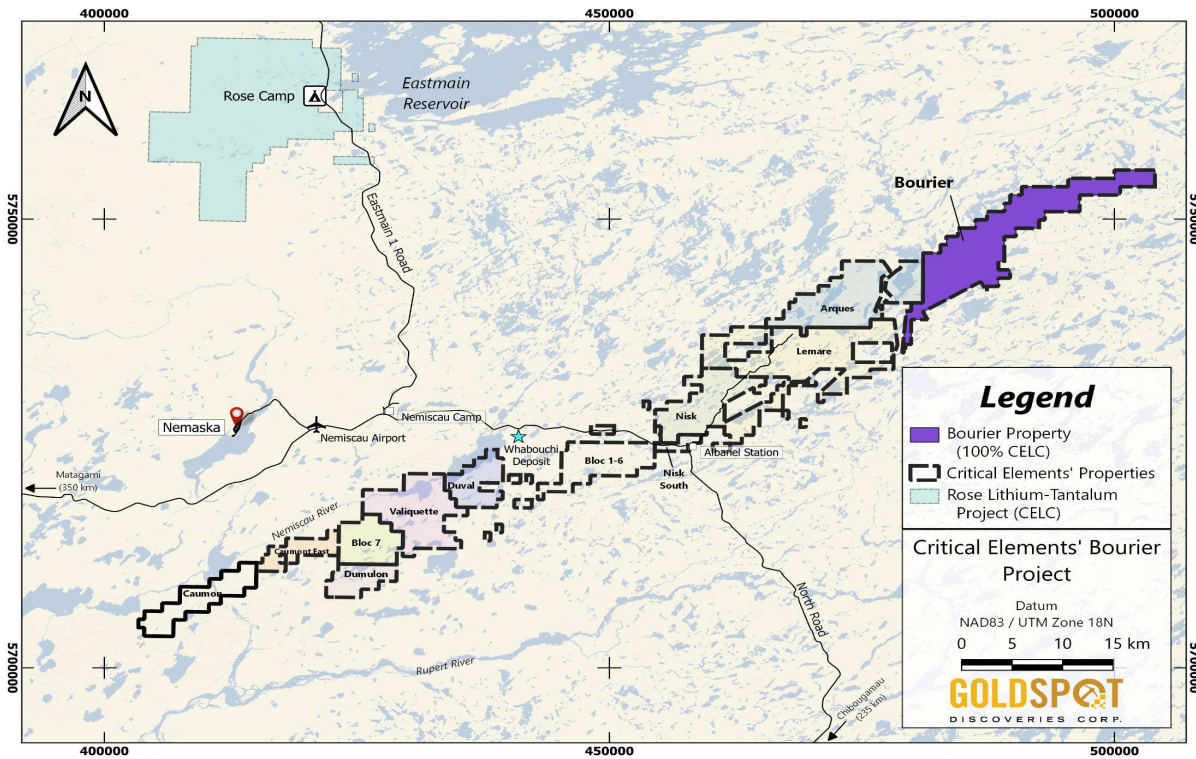 400000
450000
500000
N
Rose Camp
Eastmain
Reservoir
Bourier
5750000
Eastmain 1 Road
Arques
Lemare
Nisk
Nemiscau Camp
Nemaska
Nemiscau Airport
Whabouchi
Deposit
Bloc 1-6
Albanel Station
Nisk
South
Matagami
(350 km)
Duval
Valiquette
Nemiscau River
Bloc 7
Caumont East
Dumulon
Caumon
North Road
Rupert River
Chibougamau
(235 km)
5700000
Legend
Bourier Property
(100% CELC)
Critical Elements' Properties
Rose Lithium-Tantalum
Project (CELC)
Critical Elements' Bourier
Project
Datum
NAD83 / UTM Zone 18N
0 5 10 15 km
GOLDSPOT
DISCOVERIES CORP.
400000
450000
500000